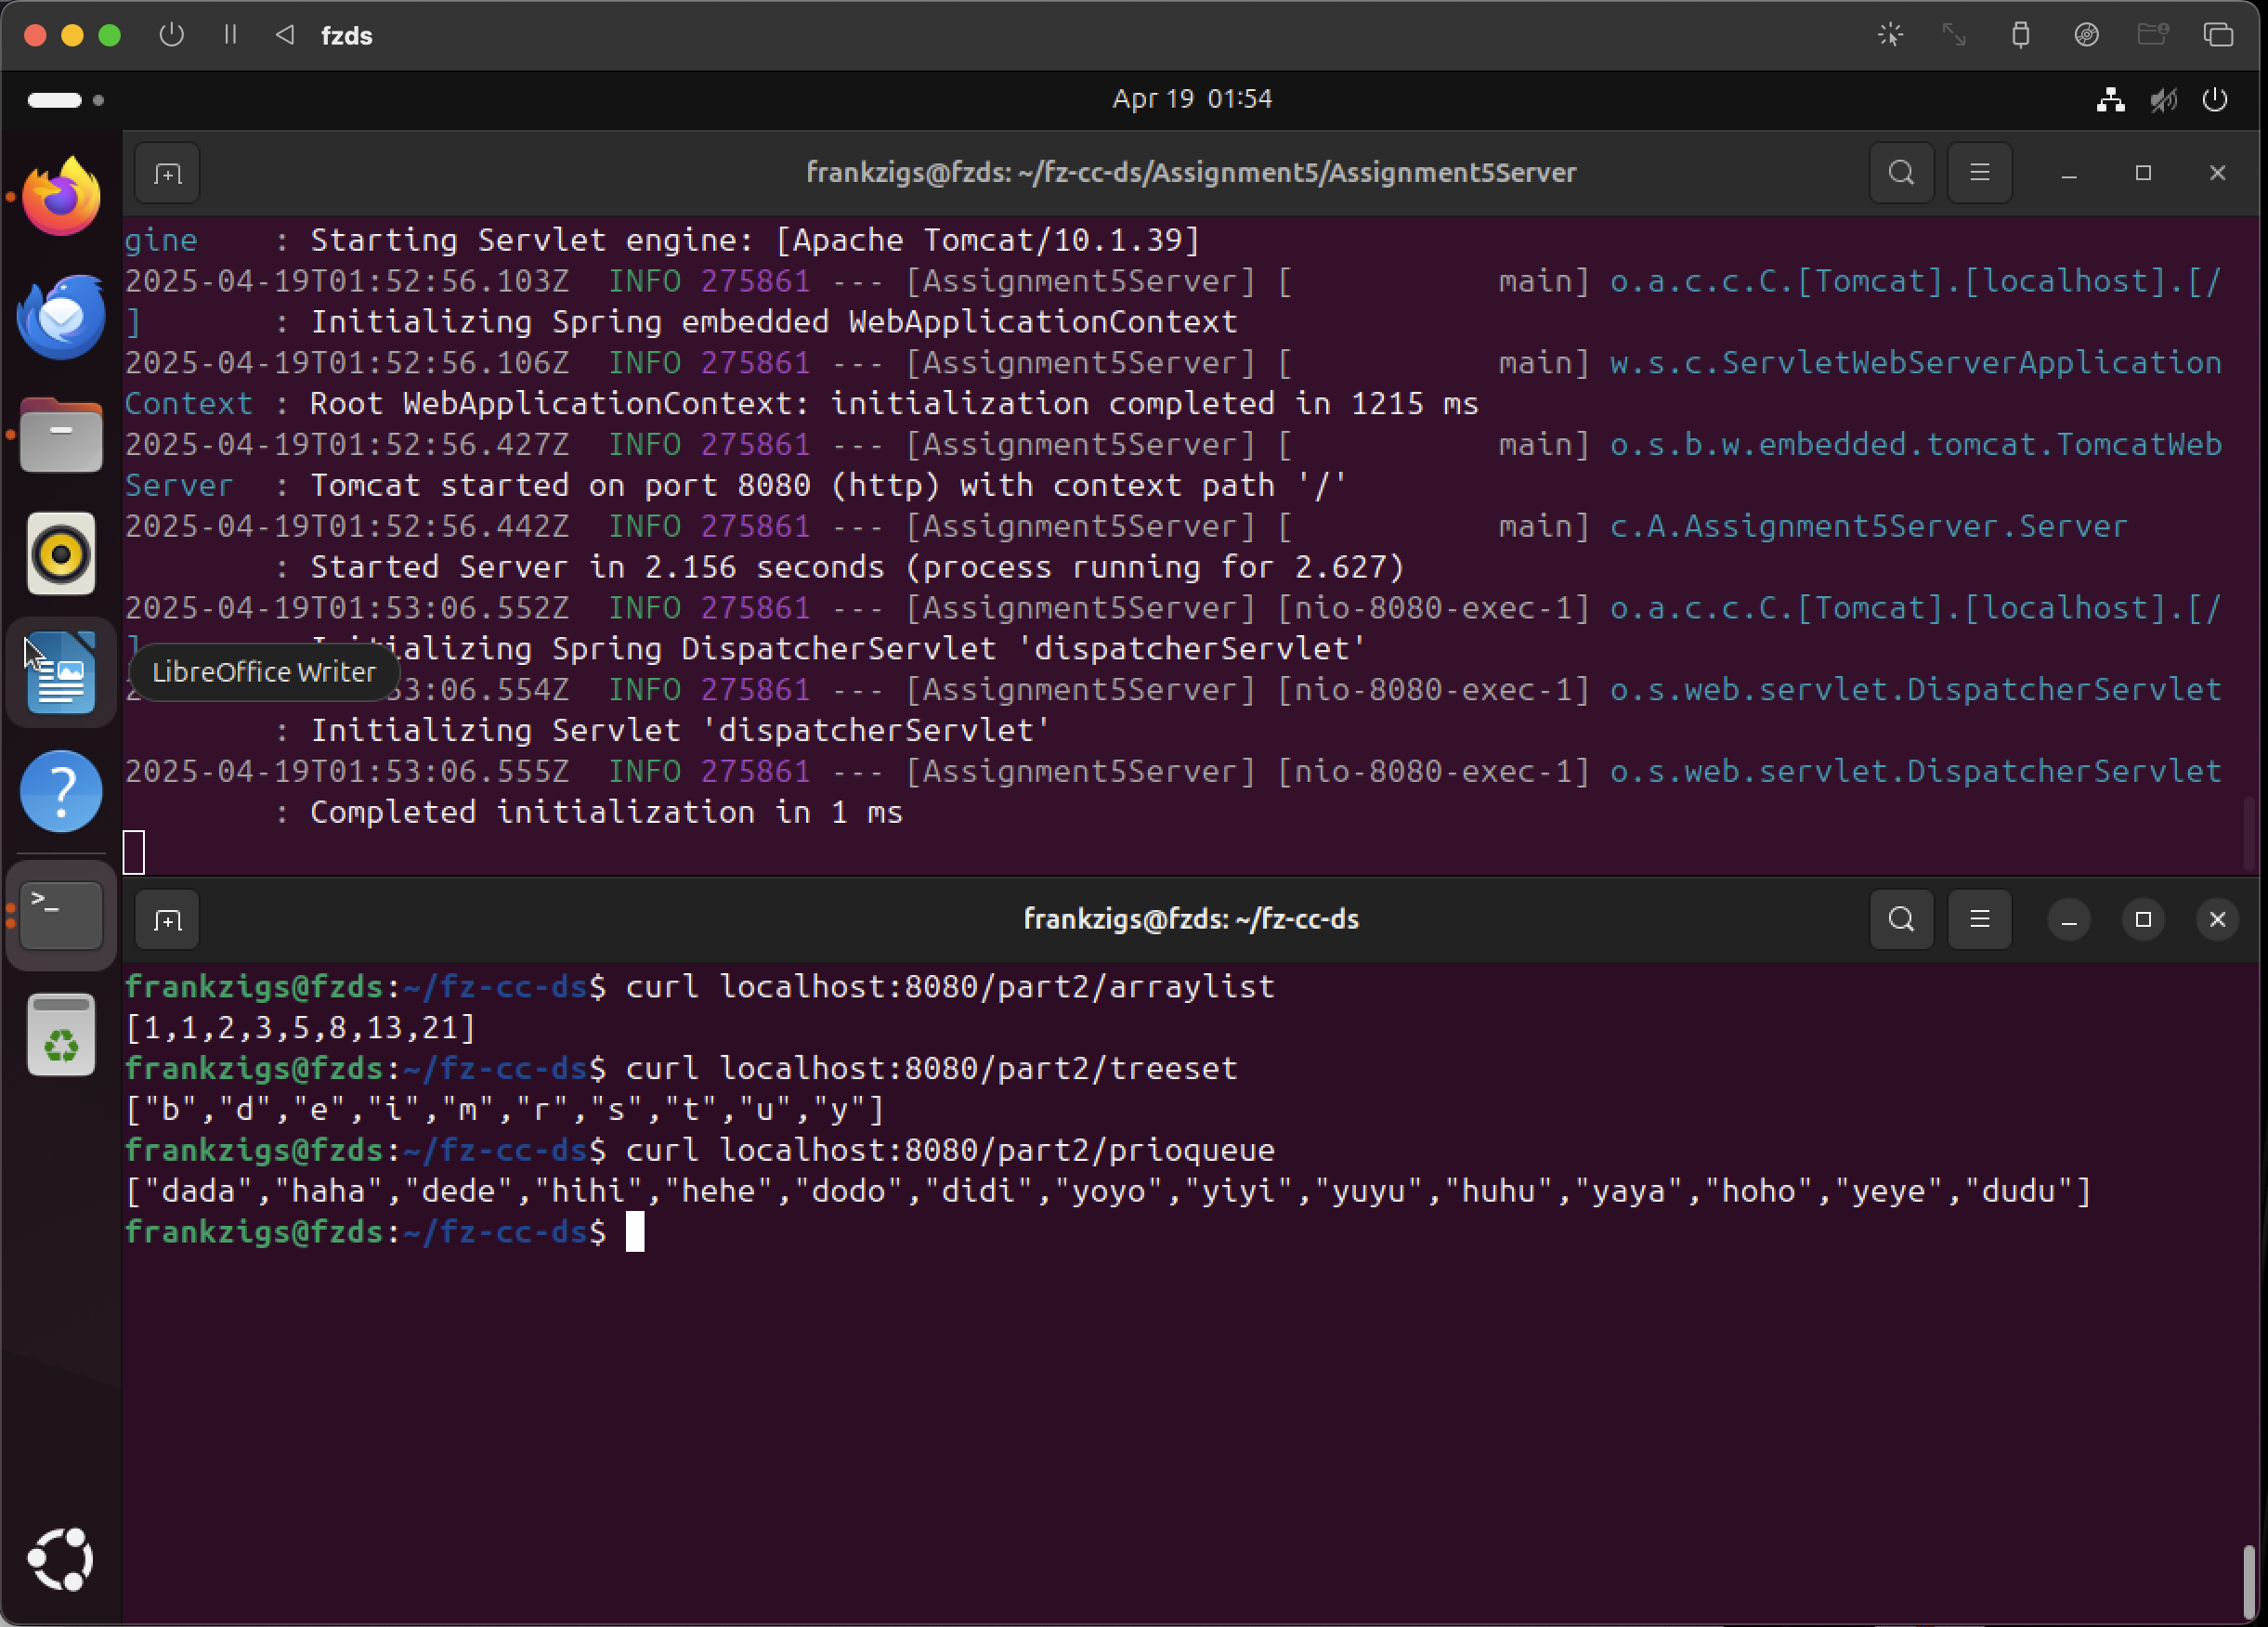 fzds
Apr 19 01:54
frankzigs@fzds: ~/fz-cc-ds/Assignment5/Assignment5Server
gine    : Starting Servlet engine: [Apache Tomcat/10.1.39]
2025-04-19T01:52:56.103Z  INFO 275861 --- [Assignment5Server] [           main] o.a.c.c.C.[Tomcat].[localhost].[/
]       : Initializing Spring embedded WebApplicationContext
2025-04-19T01:52:56.106Z  INFO 275861 --- [Assignment5Server] [           main] w.s.c.ServletWebServerApplication
Context : Root WebApplicationContext: initialization completed in 1215 ms
2025-04-19T01:52:56.427Z  INFO 275861 --- [Assignment5Server] [           main] o.s.b.w.embedded.tomcat.TomcatWeb
Server  : Tomcat started on port 8080 (http) with context path '/'
2025-04-19T01:52:56.442Z  INFO 275861 --- [Assignment5Server] [           main] c.A.Assignment5Server.Server
        : Started Server in 2.156 seconds (process running for 2.627)
2025-04-19T01:53:06.552Z  INFO 275861 --- [Assignment5Server] [nio-8080-exec-1] o.a.c.c.C.[Tomcat].[localhost].[/
ializing Spring DispatcherServlet 'dispatcherServlet'
LibreOffice Writer
53:06.554Z  INFO 275861 --- [Assignment5Server] [nio-8080-exec-1] o.s.web.servlet.DispatcherServlet
        : Initializing Servlet 'dispatcherServlet'
2025-04-19T01:53:06.555Z  INFO 275861 --- [Assignment5Server] [nio-8080-exec-1] o.s.web.servlet.DispatcherServlet
        : Completed initialization in 1 ms
frankzigs@fzds: ~/fz-cc-ds
frankzigs@fzds:~/fz-cc-ds$ curl localhost:8080/part2/arraylist
[1,1,2,3,5,8,13,21]
frankzigs@fzds:~/fz-cc-ds$ curl localhost:8080/part2/treeset
["b","d","e","i","m","r","s","t","u","y"]
frankzigs@fzds:~/fz-cc-ds$ curl localhost:8080/part2/prioqueue
["dada","haha","dede","hihi","hehe","dodo","didi","yoyo","yiyi","yuyu","huhu","yaya","hoho","yeye","dudu"]
frankzigs@fzds:~/fz-cc-ds$